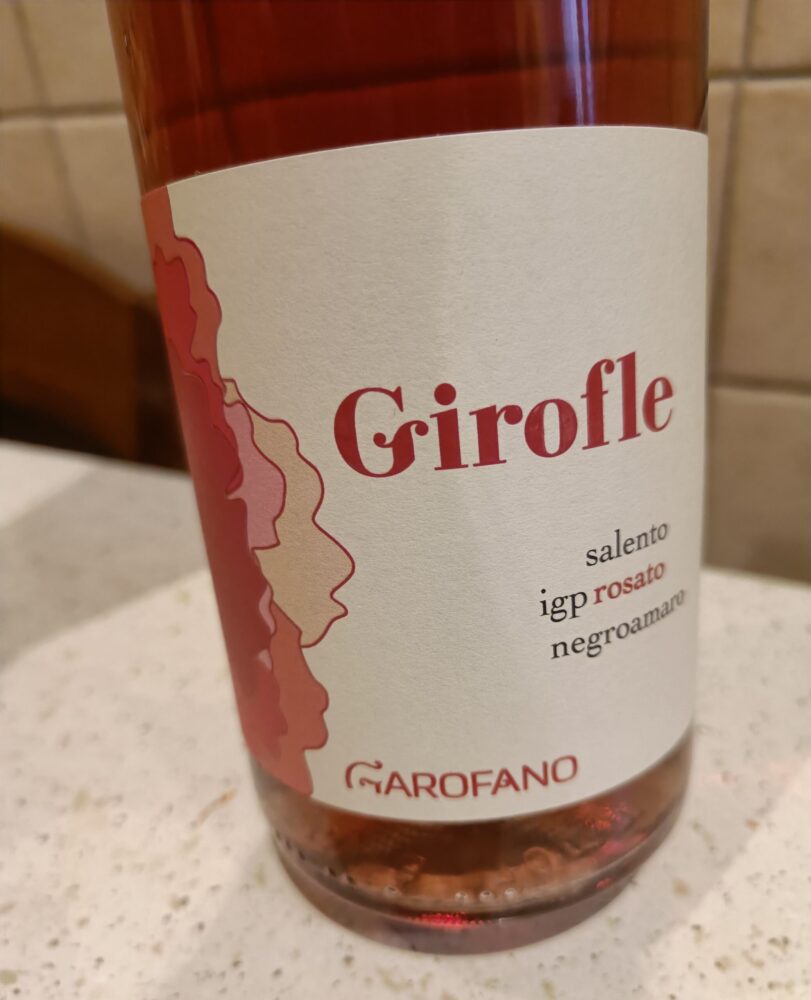 Girofle
salento
igp rosato
negroamaro
GAROFANO